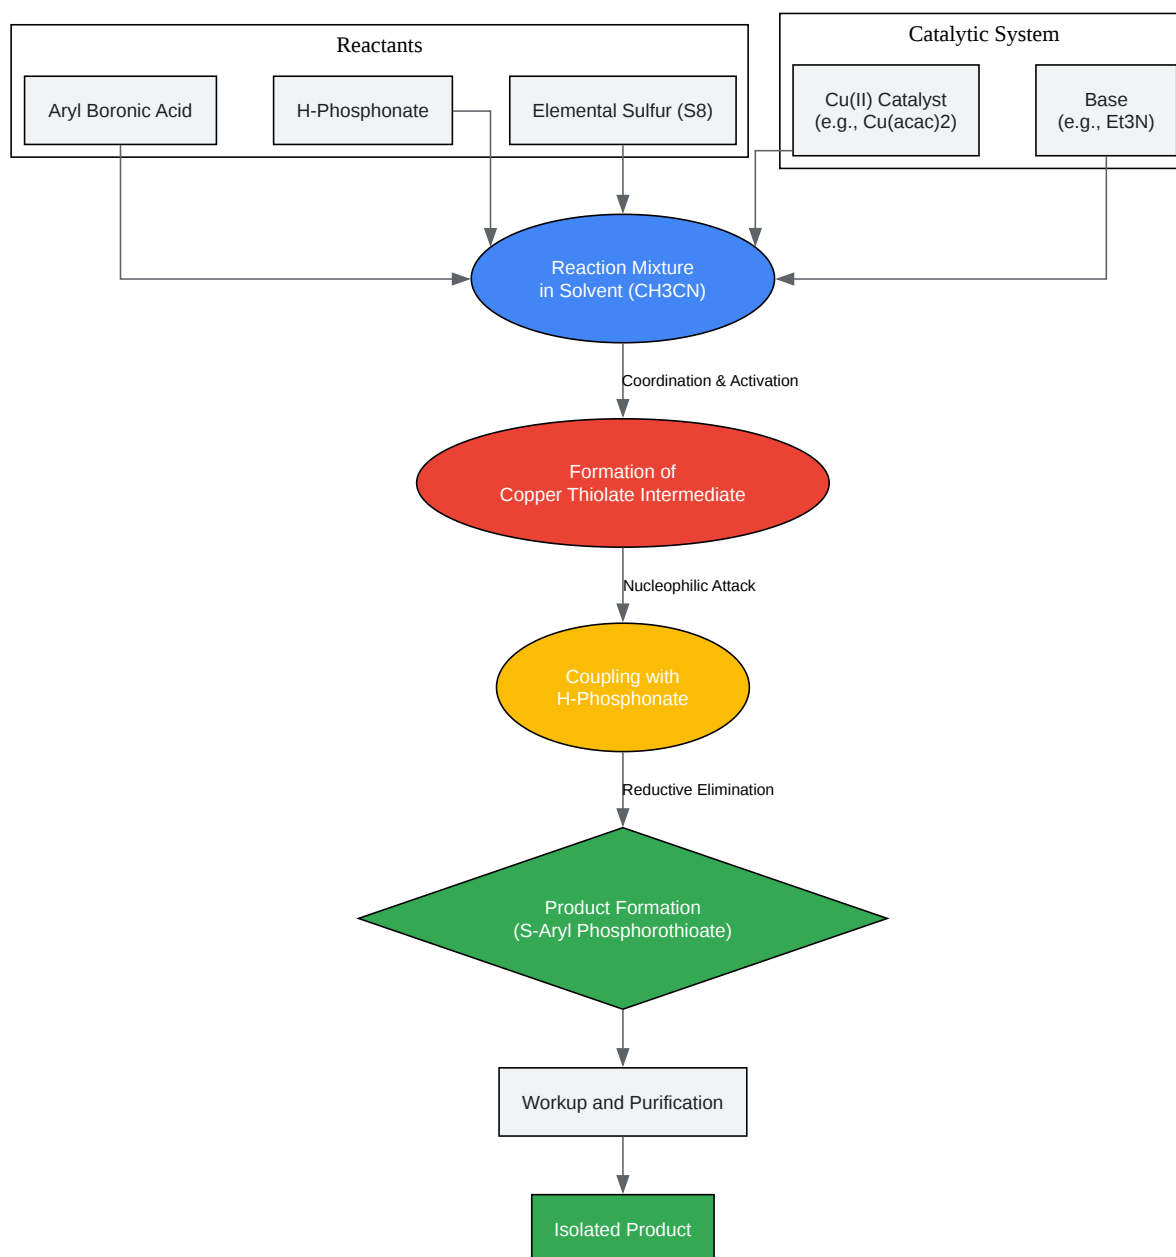 Reactants
Catalytic System
Aryl Boronic Acid
H-Phosphonate
Elemental Sulfur (S8)
Cu(II) Catalyst
(e.g., Cu(acac)2)
Base
(e.g., Et3N)
Reaction Mixture
in Solvent (CH3CN)
Coordination & Activation
Formation of
Copper Thiolate Intermediate
Nucleophilic Attack
Coupling with
H-Phosphonate
Reductive Elimination
Product Formation
(S-Aryl Phosphorothioate)
Workup and Purification
Isolated Product